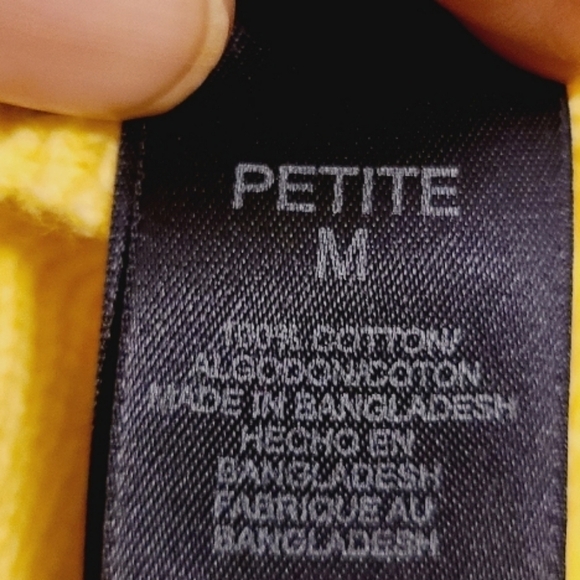 PETITE
M
100% COTTON/
ALGODON/COTON
MADE IN BANGLADESH
HECHO EN
BANGLADESH
FABRIQUE AU
BANGLADESH